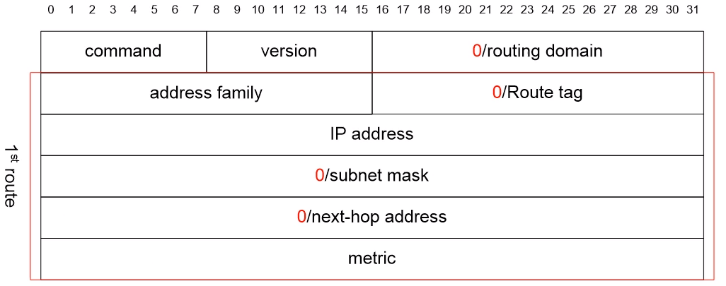 0 1 2 3 4 5 6 7 8 9 10 11 12 13 14 15 16 17 18 19 20 21 22 23 24 25 26 27 28 29 30 31
command version 0/routing domain
address family 0/Route tag
IP address
0/subnet mask
0/next-hop address
metric
1st route